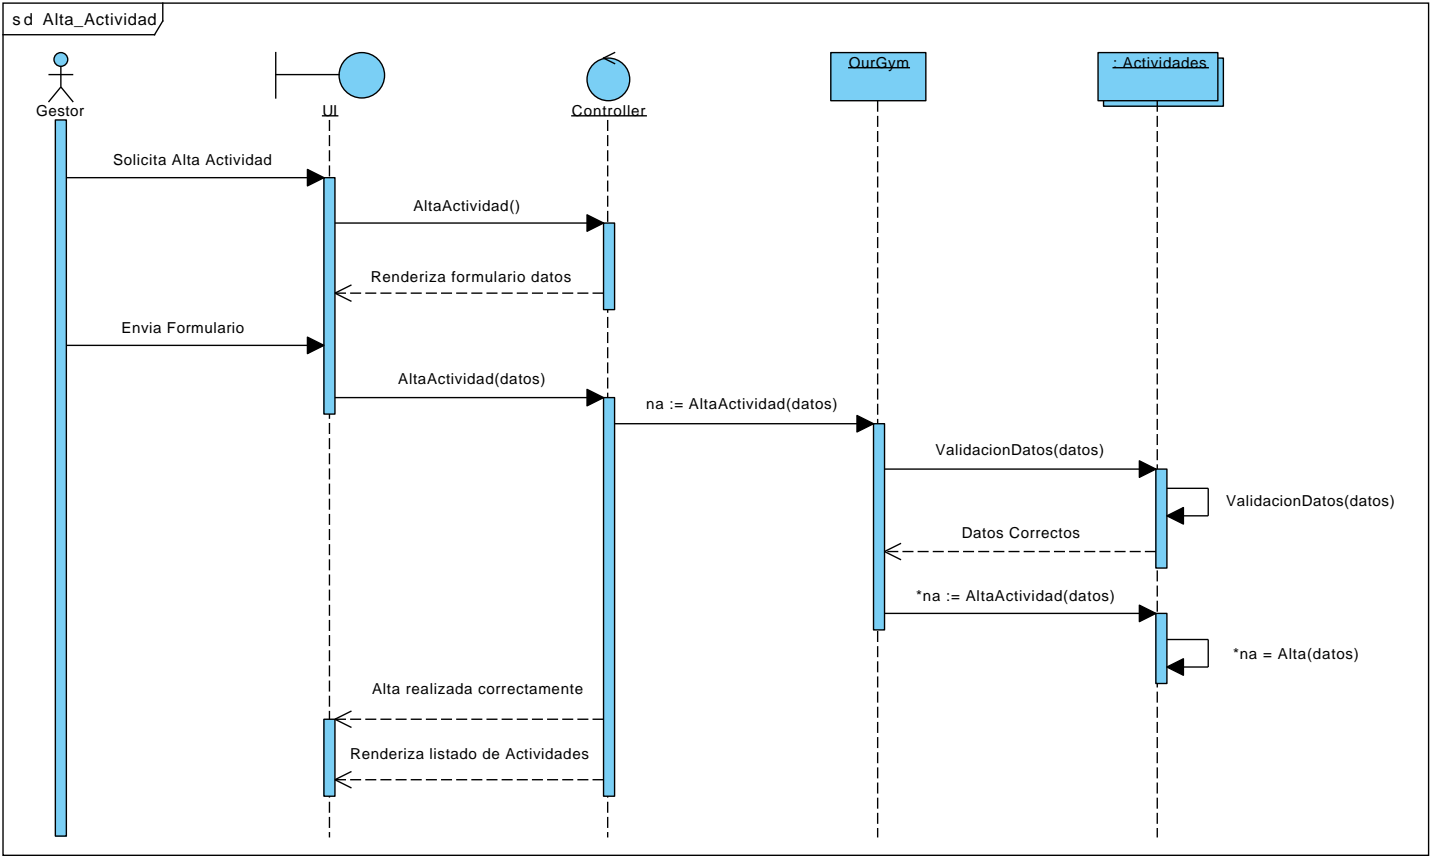 sd Alta_Actividad
Gestor
UI
Controller
OurGym
: Actividades
Solicita Alta Actividad
AltaActividad()
Renderiza formulario datos
Envia Formulario
AltaActividad(datos)
na := AltaActividad(datos)
ValidacionDatos(datos)
ValidacionDatos(datos)
Datos Correctos
*na := AltaActividad(datos)
*na = Alta(datos)
Alta realizada correctamente
Renderiza listado de Actividades